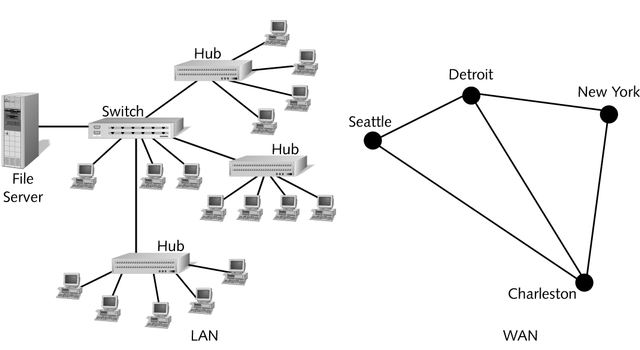 Hub
Switch
File
Server
Hub
Hub
LAN
Detroit
New York
Seattle
Charleston
WAN